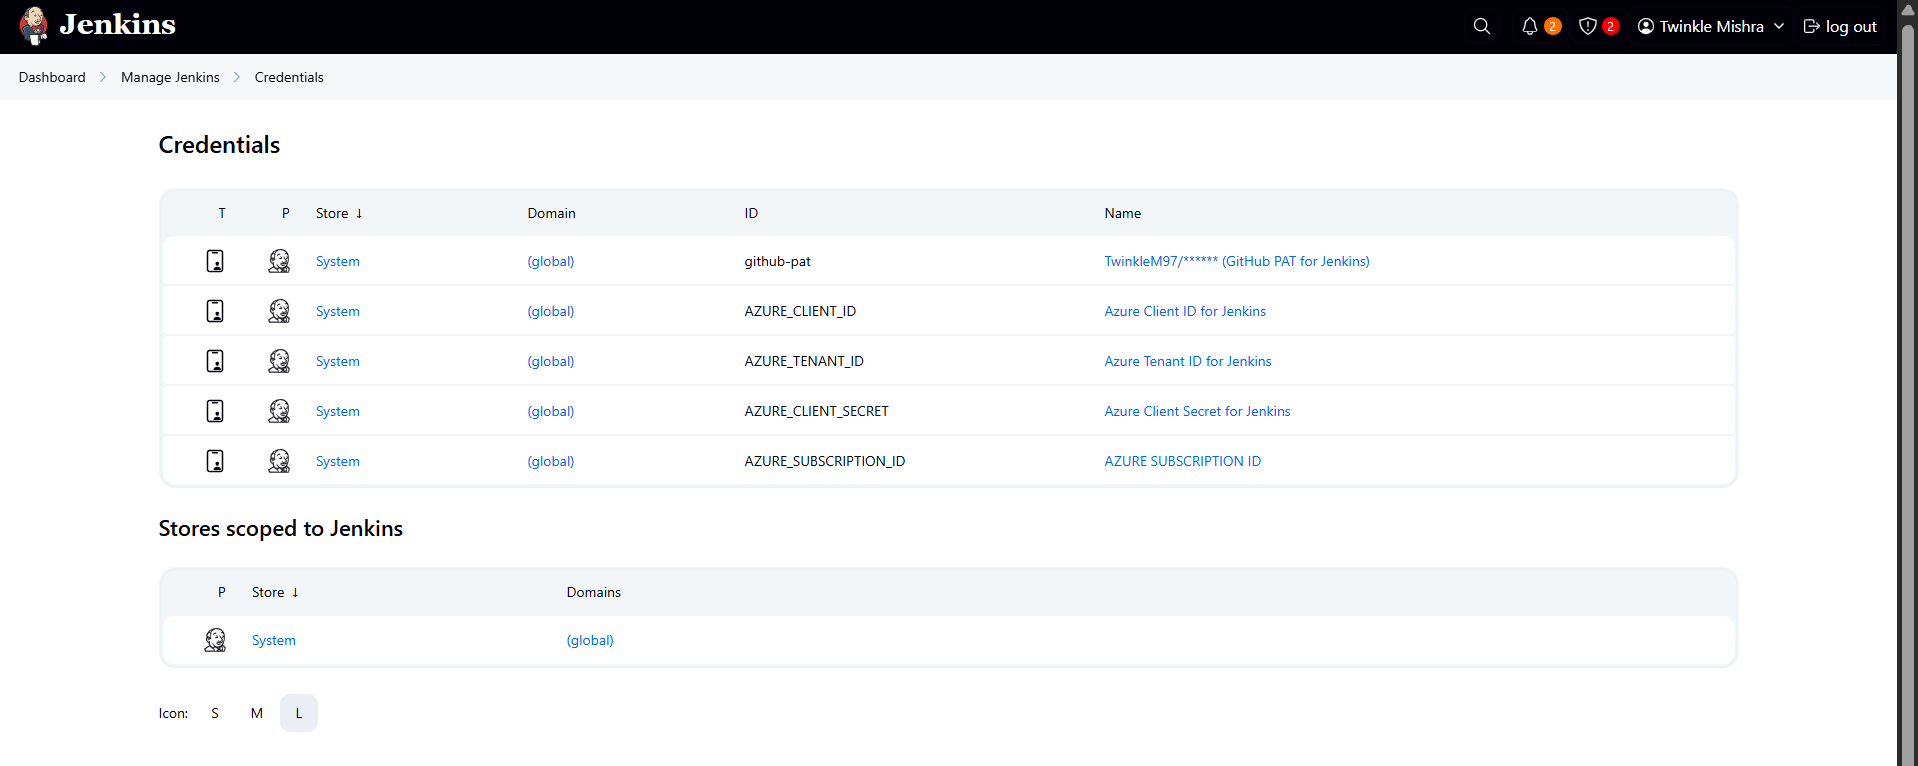 Jenkins 2 2 Twinkle Mishra log out
Dashboard Manage Jenkins Credentials
Credentials
T P Store ↓ Domain ID Name
System (global) github-pat TwinkleM97/****** (GitHub PAT for Jenkins)
System (global) AZURE_CLIENT_ID Azure Client ID for Jenkins
System (global) AZURE_TENANT_ID Azure Tenant ID for Jenkins
System (global) AZURE_CLIENT_SECRET Azure Client Secret for Jenkins
System (global) AZURE_SUBSCRIPTION_ID AZURE SUBSCRIPTION ID
Stores scoped to Jenkins
P Store ↓ Domains
System (global)
Icon: S M L